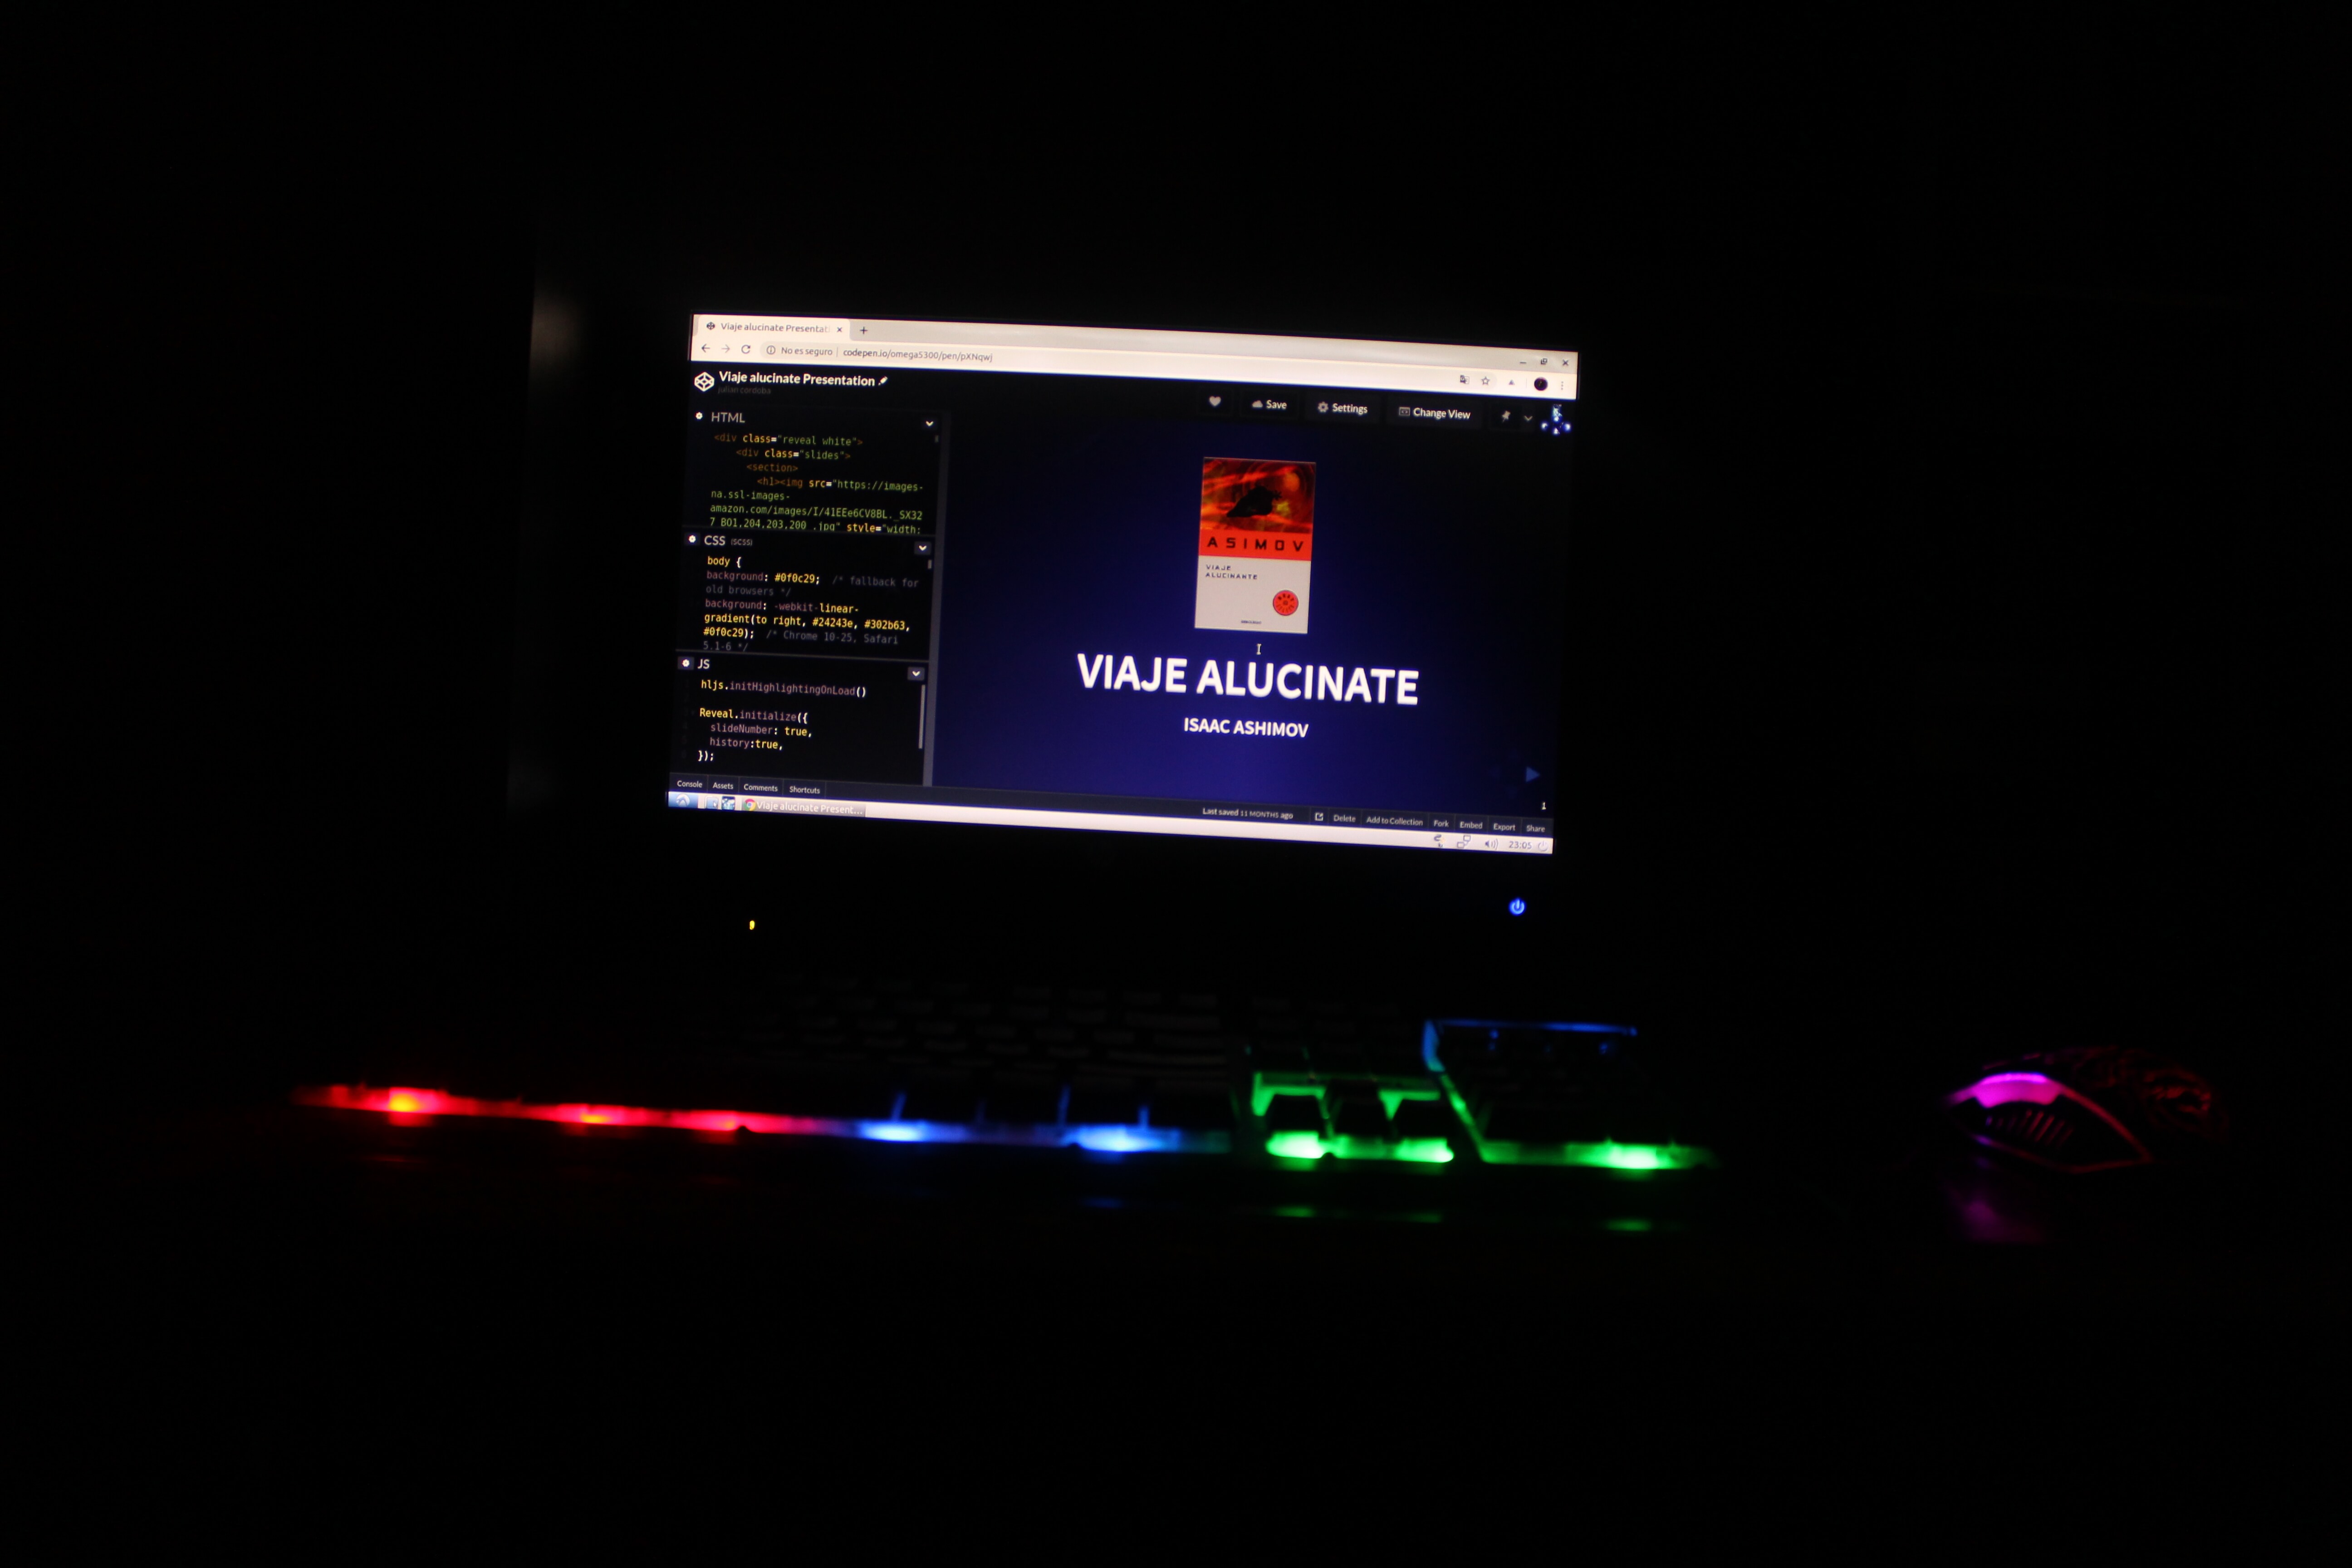 Viaje alucinate Presentat
No es seguro codepen.io/omega5300/pen/pXNqwj
Viaje alucinate Presentation
julian cordoba
Save Settings Change View
HTML
<div class="reveal white">
<div class="slides">
<section>
<h1><img src="https://images-
na.ssl-images-
amazon.com/images/I/41EEe6CV8BL._SX32
7_BO1,204,203,200_.jpg" style="width:
CSS (SCSS)
body {
background: #0f0c29; /* fallback for
old browsers */
background: -webkit-linear-
gradient(to right, #24243e, #302b63,
#0f0c29); /* Chrome 10-25, Safari
5.1-6 */
JS
hljs.initHighlightingOnLoad()
Reveal.initialize({
slideNumber: true,
history:true,
});
ASIMOV
VIAJE
ALUCINANTE
VIAJE ALUCINATE
ISAAC ASHIMOV
1
Console Assets Comments Shortcuts
Last saved 11 MONTHS ago Delete Add to Collection Fork Embed Export Share
Viaje alucinate Present...
23:05